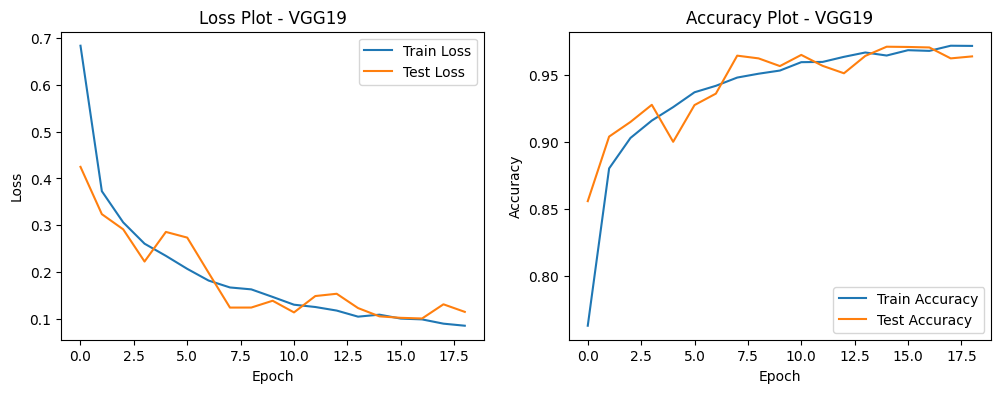 Loss Plot - VGG19
0.7
0.6
0.5
0.4
0.3
0.2
0.1
Loss
Train Loss
Test Loss
0.0 2.5 5.0 7.5 10.0 12.5 15.0 17.5
Epoch
Accuracy Plot - VGG19
0.95
0.90
0.85
0.80
Accuracy
Train Accuracy
Test Accuracy
0.0 2.5 5.0 7.5 10.0 12.5 15.0 17.5
Epoch